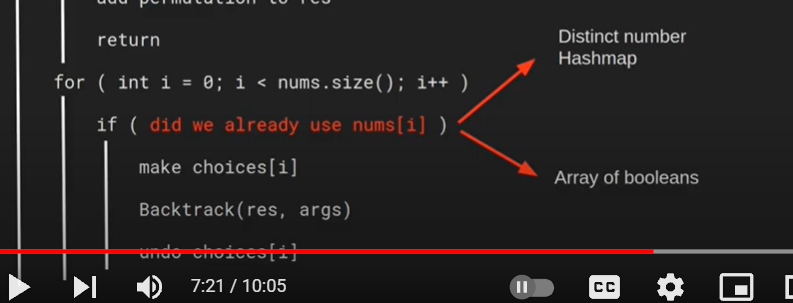 add permutation to res
return
Distinct number
Hashmap
for ( int i = 0; i < nums.size(); i++ )
if ( did we already use nums[i] )
make choices[i]
Array of booleans
Backtrack(res, args)
undo choices[i]
7:21 / 10:05
CC